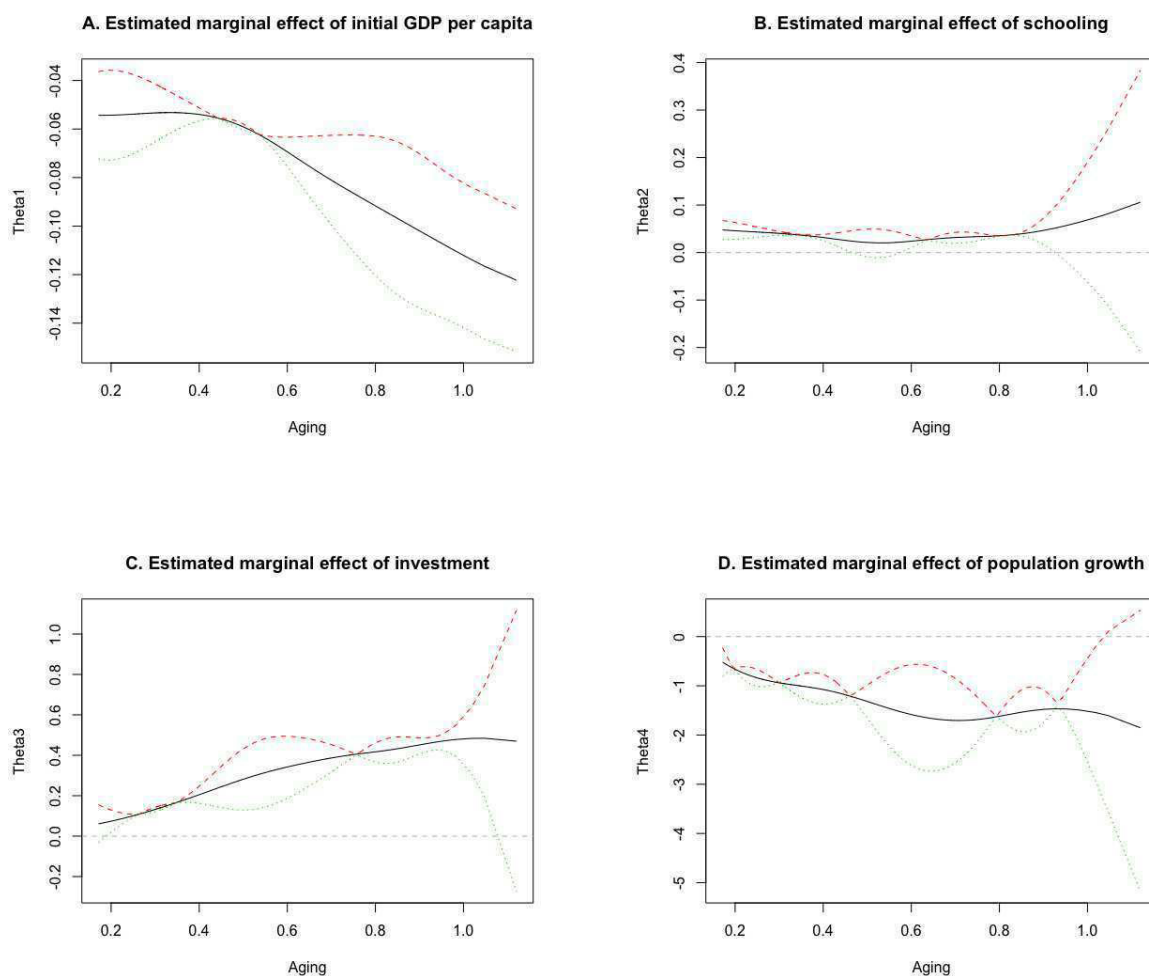 A. Estimated marginal effect of initial GDP per capita
Theta1
-0.04
-0.06
-0.08
-0.10
-0.12
-0.14
0.2 0.4 0.6 0.8 1.0
Aging
B. Estimated marginal effect of schooling
Theta2
0.4
0.3
0.2
0.1
0.0
-0.1
-0.2
0.2 0.4 0.6 0.8 1.0
Aging
C. Estimated marginal effect of investment
Theta3
1.0
0.8
0.6
0.4
0.2
0.0
-0.2
0.2 0.4 0.6 0.8 1.0
Aging
D. Estimated marginal effect of population growth
Theta4
0
-1
-2
-3
-4
-5
0.2 0.4 0.6 0.8 1.0
Aging